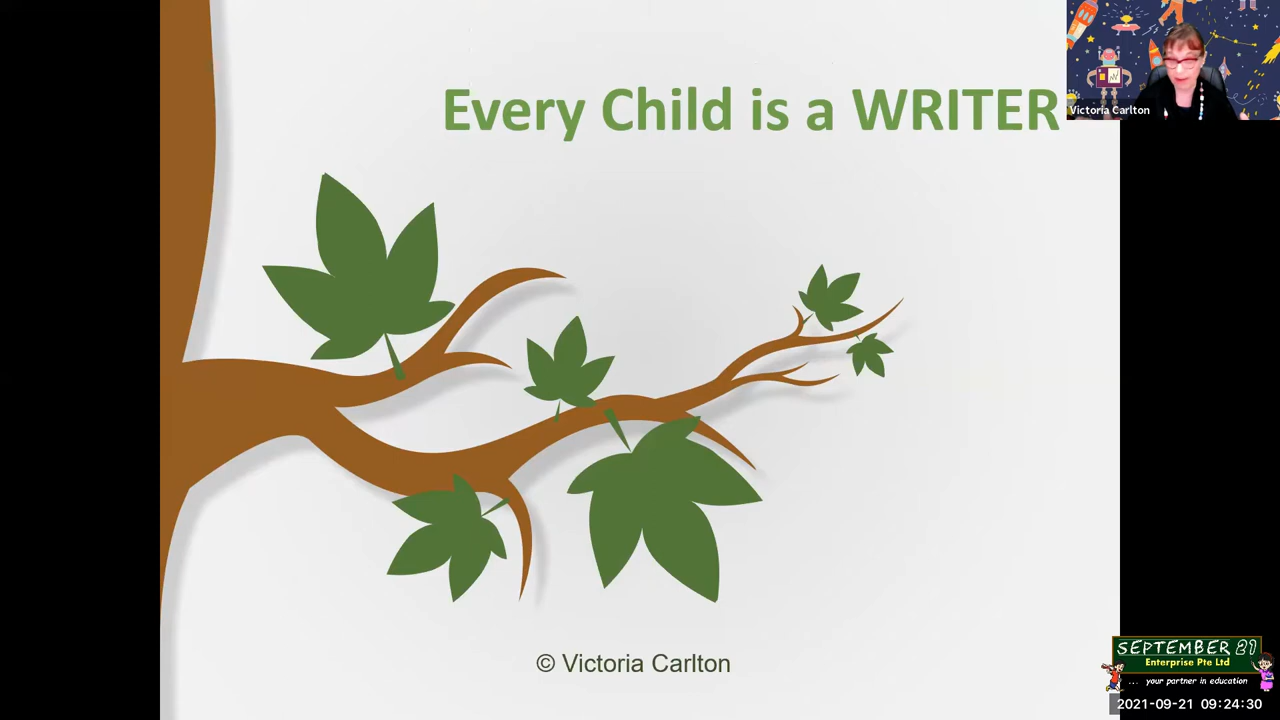 Every Child is a WRITER
Victoria Carlton
© Victoria Carlton
SEPTEMBER 21
Enterprise Pte Ltd
... your partner in education
2021-09-21 09:24:30